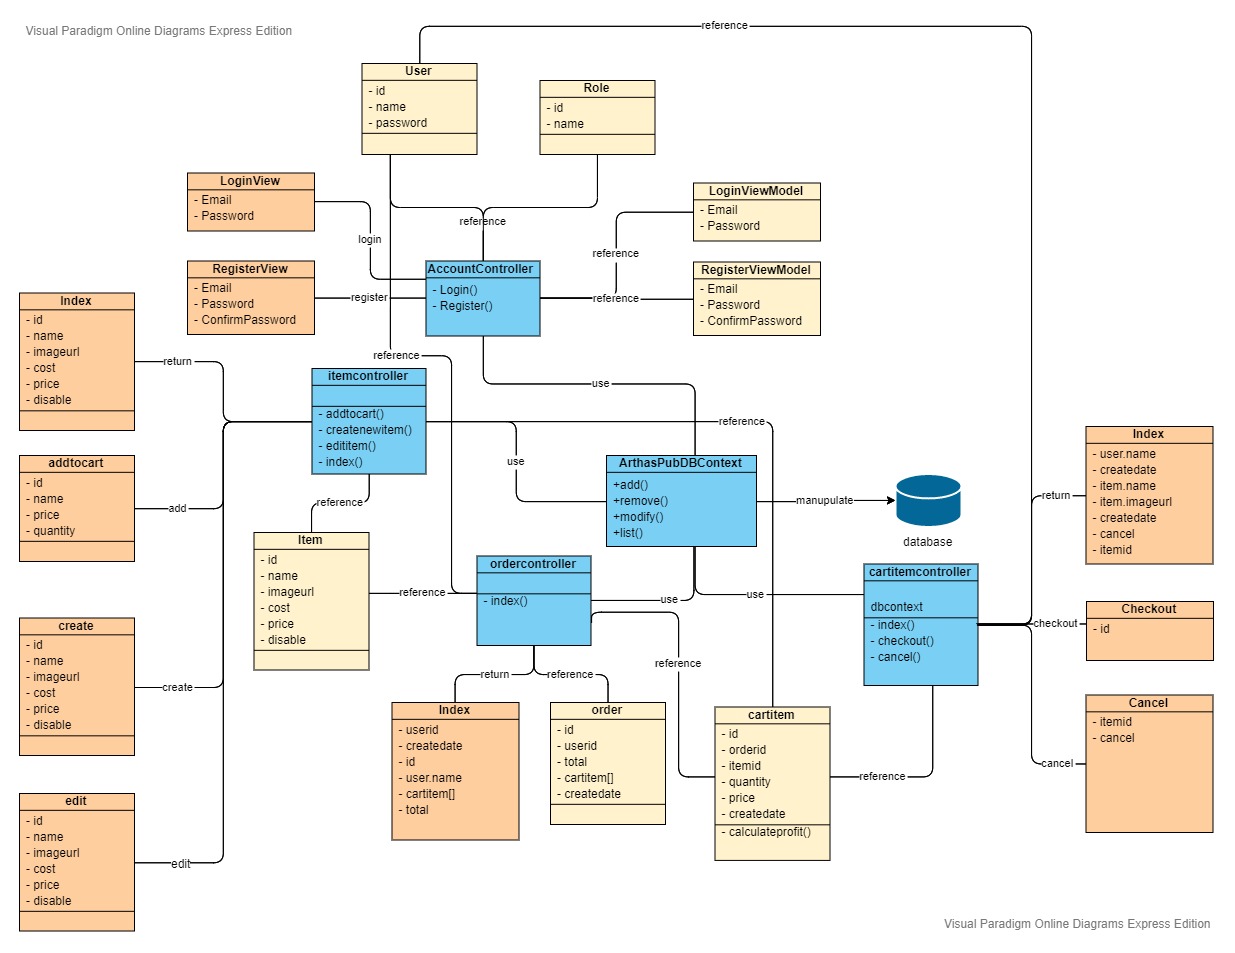 Visual Paradigm Online Diagrams Express Edition
reference
User
- id
- name
- password
Role
- id
- name
LoginView
- Email
- Password
login
reference
LoginViewModel
- Email
- Password
reference
RegisterView
- Email
- Password
- ConfirmPassword
register
AccountController
- Login()
- Register()
reference
RegisterViewModel
- Email
- Password
- ConfirmPassword
Index
- id
- name
- imageurl
- cost
- price
- disable
return
reference
use
itemcontroller
- addtocart()
- createnewitem()
- edititem()
- index()
reference
use
addtocart
- id
- name
- price
- quantity
add
reference
ArthasPubDBContext
+add()
+remove()
+modify()
+list()
manupulate
database
Index
- user.name
- createdate
- item.name
- item.imageurl
- createdate
- cancel
- itemid
return
Item
- id
- name
- imageurl
- cost
- price
- disable
reference
ordercontroller
- index()
use
use
cartitemcontroller
dbcontext
- index()
- checkout()
- cancel()
checkout
Checkout
- id
create
- id
- name
- imageurl
- cost
- price
- disable
create
return
reference
reference
Index
- userid
- createdate
- id
- user.name
- cartitem[]
- total
order
- id
- userid
- total
- cartitem[]
- createdate
cartitem
- id
- orderid
- itemid
- quantity
- price
- createdate
- calculateprofit()
reference
cancel
Cancel
- itemid
- cancel
edit
- id
- name
- imageurl
- cost
- price
- disable
edit
Visual Paradigm Online Diagrams Express Edition